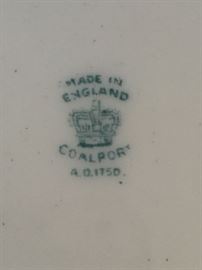 MADE IN
ENGLAND
COALPORT
A.D.1750.